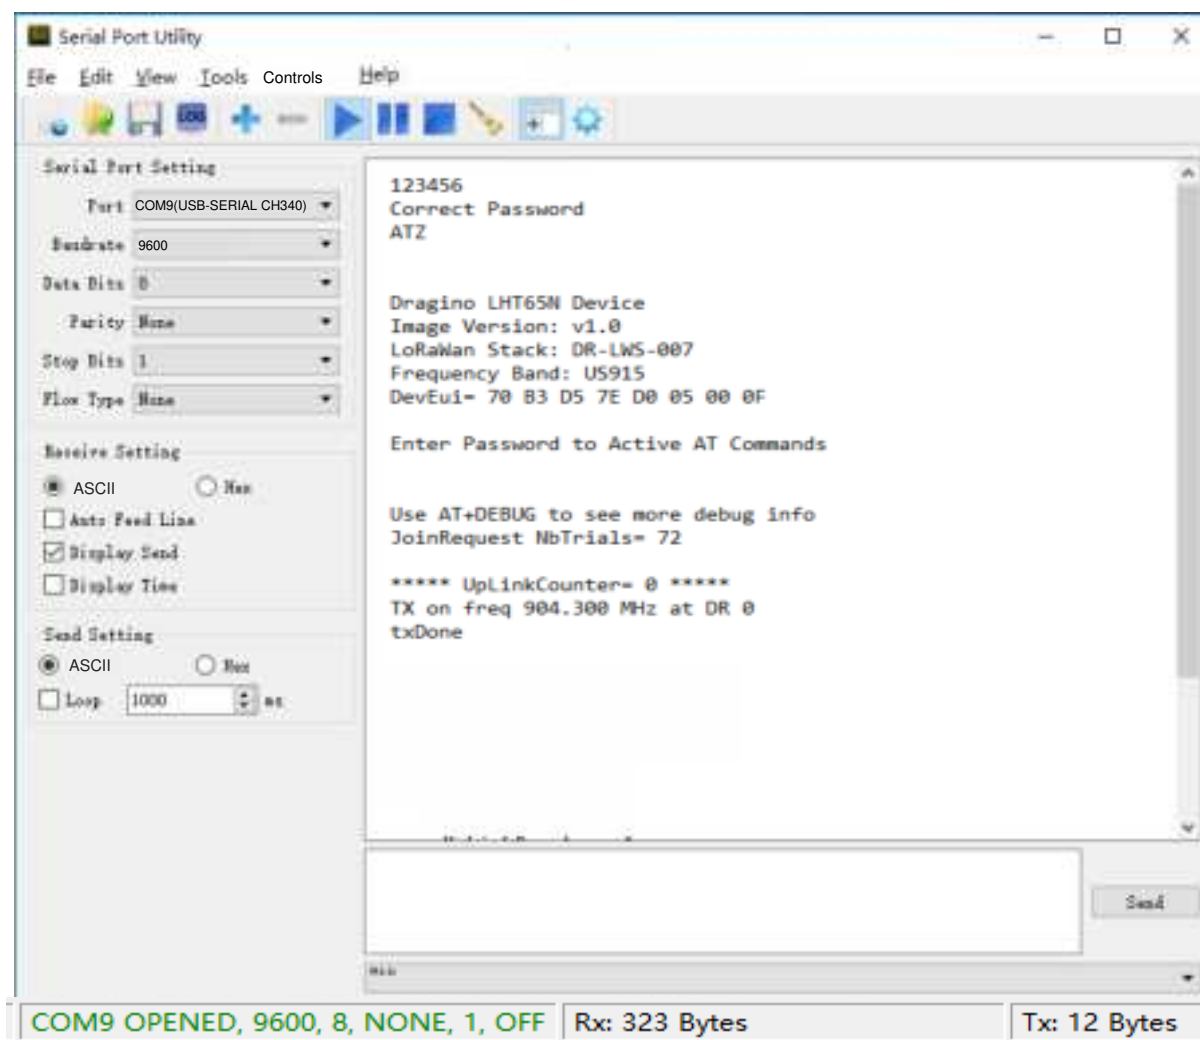 Serial Port Utility
File Edit View Tools Controls Help
LOG
Serial Port Setting
Port COM9(USB-SERIAL CH340)
Baudrate 9600
Data Bits 8
Parity None
Stop Bits 1
Flow Type None
Receive Setting
ASCII Hex
Auto Feed Line
Display Send
Display Time
Send Setting
ASCII Hex
Loop 1000 ms
123456
Correct Password
ATZ
Dragino LHT65N Device
Image Version: v1.0
LoRaWan Stack: DR-LWS-007
Frequency Band: US915
DevEui= 70 B3 D5 7E D0 05 00 0F
Enter Password to Active AT Commands
Use AT+DEBUG to see more debug info
JoinRequest NbTrials= 72
***** UpLinkCounter= 0 *****
TX on freq 904.300 MHz at DR 0
txDone
Send
COM9 OPENED, 9600, 8, NONE, 1, OFF Rx: 323 Bytes Tx: 12 Bytes